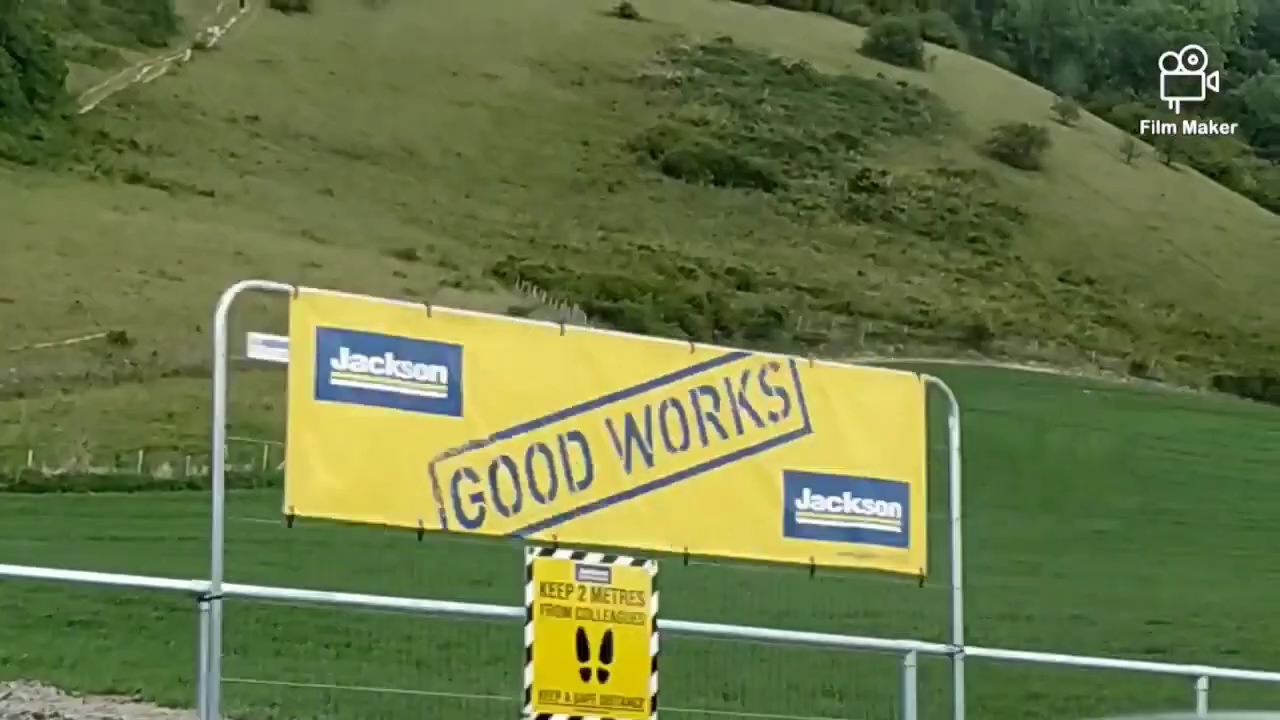 Film Maker
Jackson
GOOD WORKS
Jackson
KEEP 2 METRES
FROM COLLEAGUES
KEEP A SAFE DISTANCE